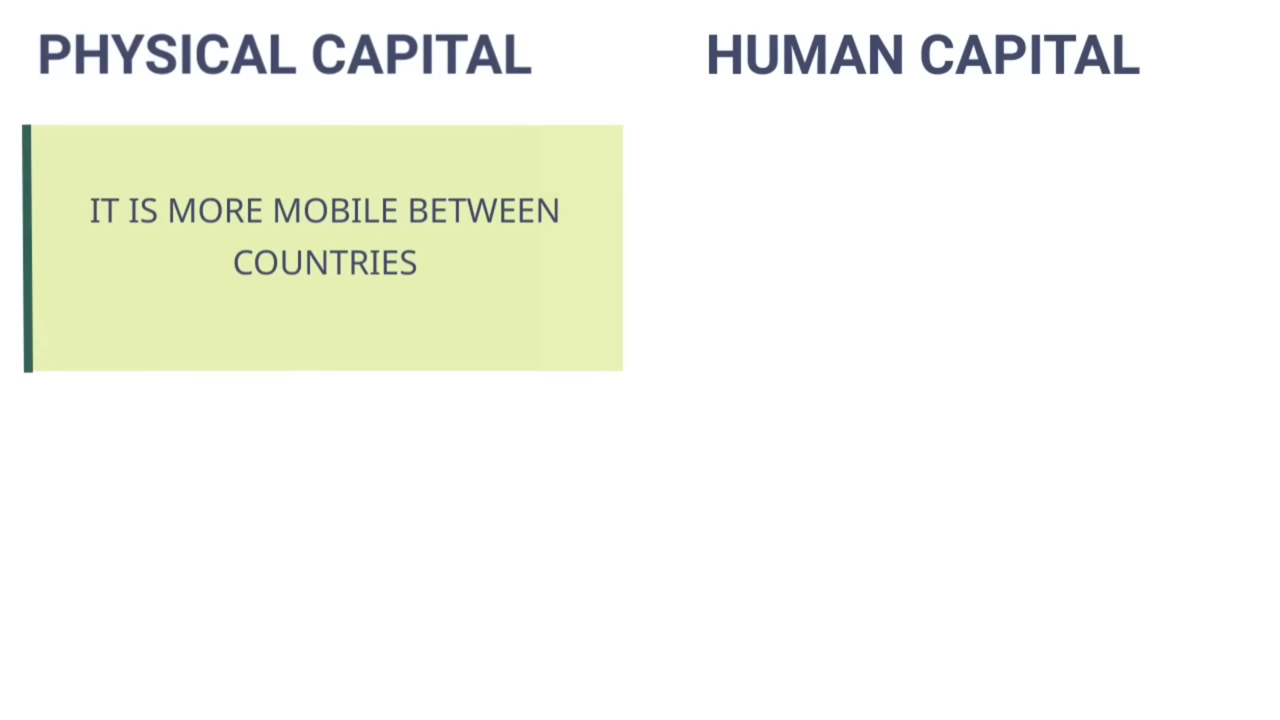 PHYSICAL CAPITAL
HUMAN CAPITAL
IT IS MORE MOBILE BETWEEN
COUNTRIES